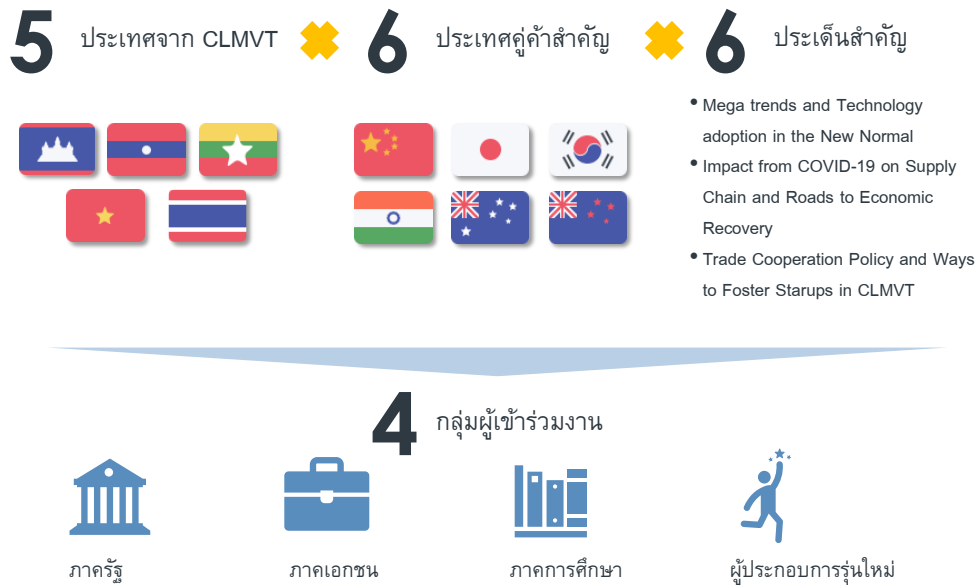 5 ประเทศจาก CLMVT
6 ประเทศคู่ค้าสำคัญ
6 ประเด็นสำคัญ
• Mega trends and Technology
adoption in the New Normal
• Impact from COVID-19 on Supply
Chain and Roads to Economic
Recovery
• Trade Cooperation Policy and Ways
to Foster Starups in CLMVT
4 กลุ่มผู้เข้าร่วมงาน
ภาครัฐ
ภาคเอกชน
ภาคการศึกษา
ผู้ประกอบการรุ่นใหม่